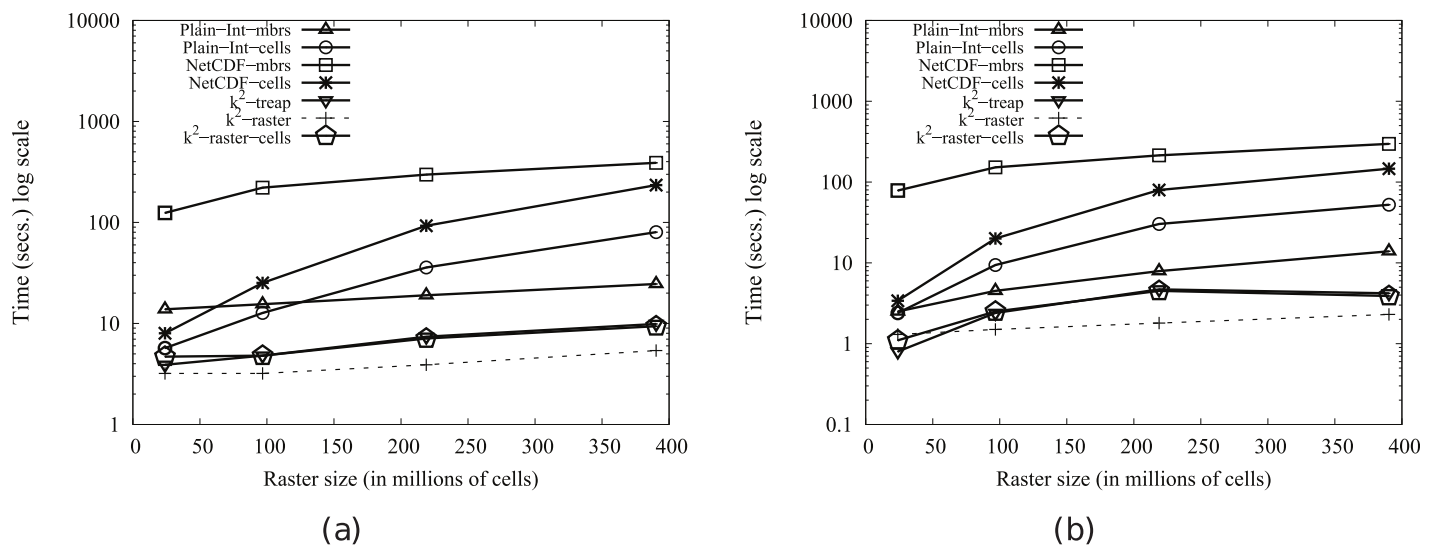 10000
1000
100
10
1
Time (secs.) log scale
Plain−Int−mbrs
Plain−Int−cells
NetCDF−mbrs
NetCDF−cells
k²−treap
k²−raster
k²−raster−cells
0 50 100 150 200 250 300 350 400
Raster size (in millions of cells)
(a)
10000
1000
100
10
1
0.1
Time (secs.) log scale
Plain−Int−mbrs
Plain−Int−cells
NetCDF−mbrs
NetCDF−cells
k²−treap
k²−raster
k²−raster−cells
0 50 100 150 200 250 300 350 400
Raster size (in millions of cells)
(b)